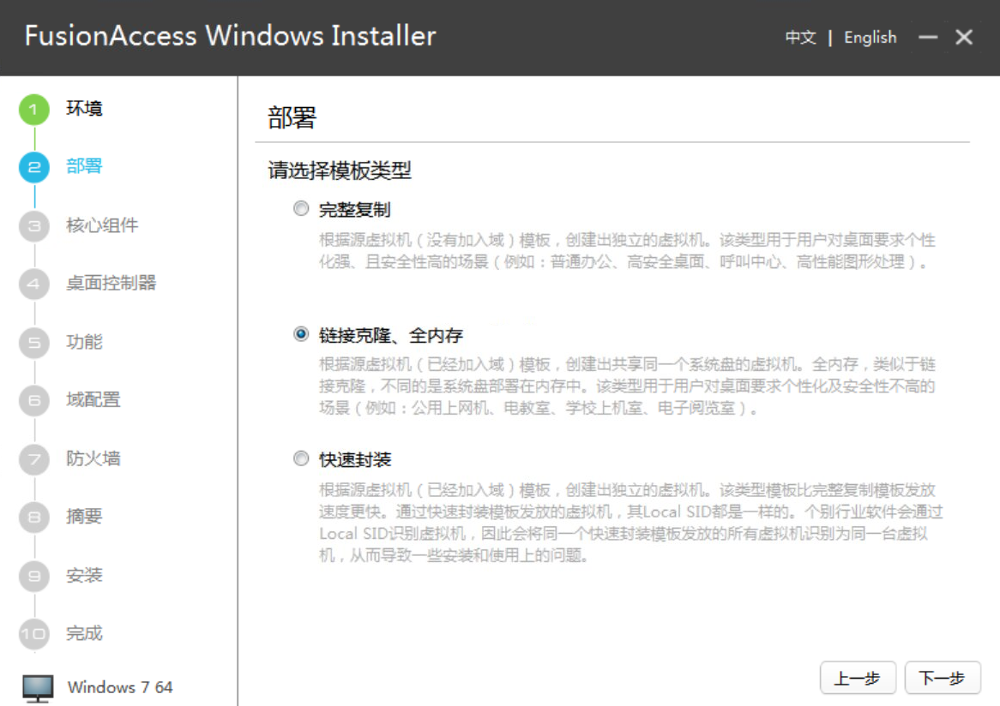 FusionAccess Windows Installer
中文 | English
1 环境
2 部署
3 核心组件
4 桌面控制器
5 功能
6 域配置
7 防火墙
8 摘要
9 安装
10 完成
Windows 7 64
部署
请选择模板类型
完整复制
根据源虚拟机（没有加入域）模板，创建出独立的虚拟机。该类型用于用户对桌面要求个性
化强、且安全性高的场景（例如：普通办公、高安全桌面、呼叫中心、高性能图形处理）。
链接克隆、全内存
根据源虚拟机（已经加入域）模板，创建出共享同一个系统盘的虚拟机。全内存，类似于链
接克隆，不同的是系统盘部署在内存中。该类型用于用户对桌面要求个性化及安全性不高的
场景（例如：公用上网机、电教室、学校上机室、电子阅览室）。
快速封装
根据源虚拟机（已经加入域）模板，创建出独立的虚拟机。该类型模板比完整复制模板发放
速度更快。通过快速封装模板发放的虚拟机，其Local SID都是一样的。个别行业软件会通过
Local SID识别虚拟机，因此会将同一个快速封装模板发放的所有虚拟机识别为同一台虚拟
机，从而导致一些安装和使用上的问题。
上一步
下一步